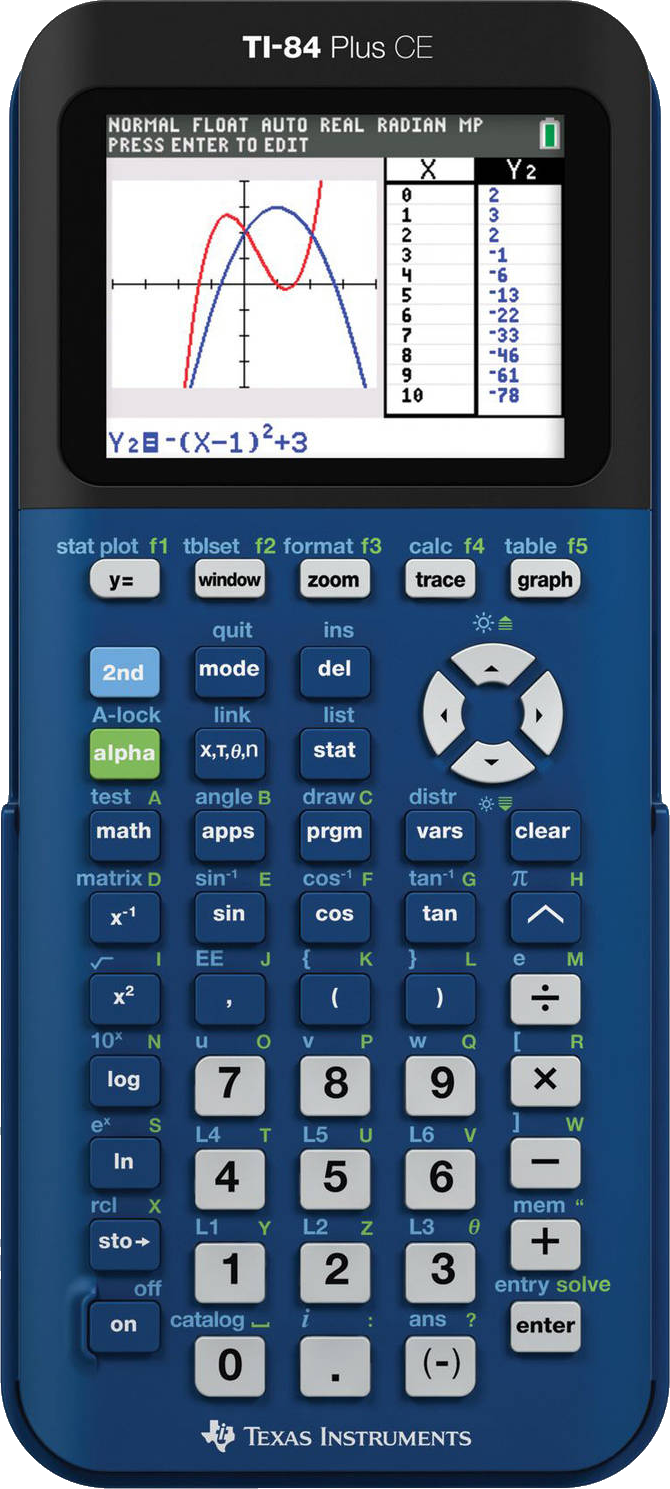 TI-84 Plus CE
NORMAL FLOAT AUTO REAL RADIAN MP
PRESS ENTER TO EDIT
X Y2
0 2
1 3
2 2
3 -1
4 -6
5 -13
6 -22
7 -33
8 -46
9 -61
10 -78
Y2=-(X-1)²+3
stat plot f1 tblset f2 format f3 calc f4 table f5
y= window zoom trace graph
quit ins
2nd mode del
A-lock link list
alpha X,T,θ,n stat
test A angle B draw C distr
math apps prgm vars clear
matrix D sin⁻¹ E cos⁻¹ F tan⁻¹ G π H
x⁻¹ sin cos tan ^
√ I EE J { K } L e M
x² , ( ) ÷
10ˣ N u O v P w Q [ R
log 7 8 9 ×
eˣ S L4 T L5 U L6 V ] W
ln 4 5 6 −
rcl X L1 Y L2 Z L3 θ mem “
sto→ 1 2 3 +
off catalog ⎵ i : ans ? entry solve
on 0 . (-) enter
TEXAS INSTRUMENTS